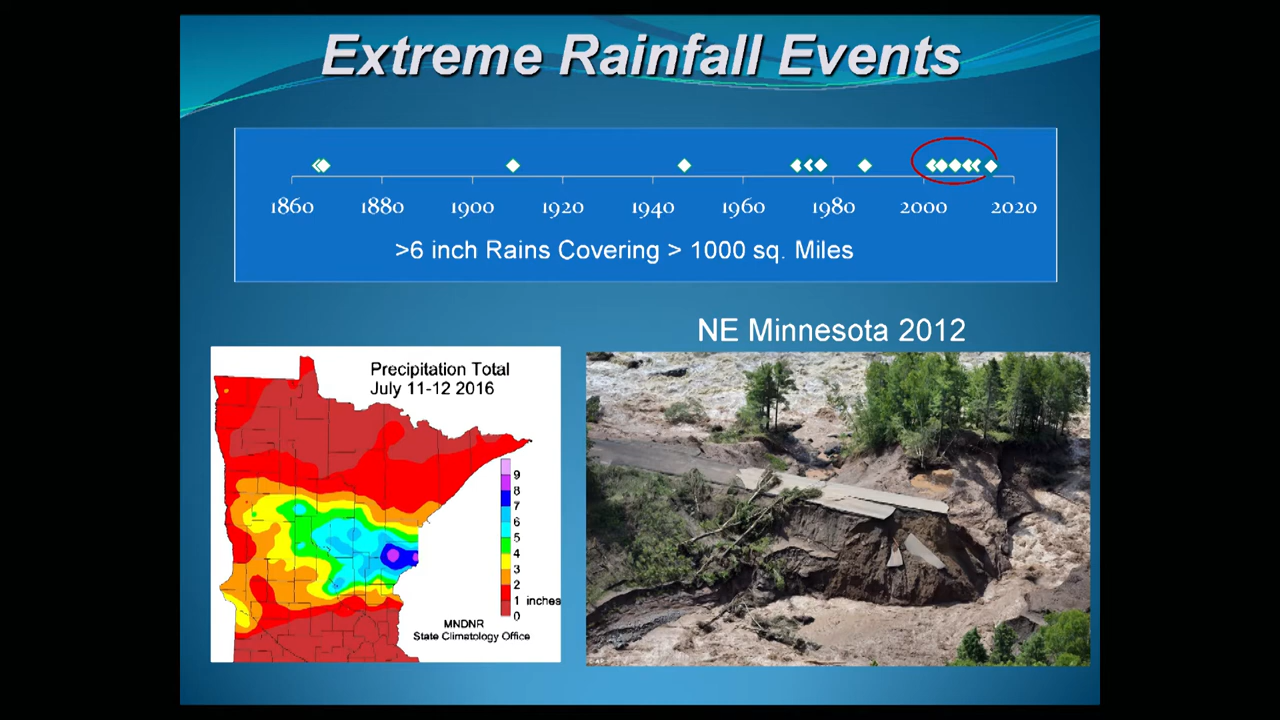 Extreme Rainfall Events
1860 1880 1900 1920 1940 1960 1980 2000 2020
>6 inch Rains Covering > 1000 sq. Miles
NE Minnesota 2012
Precipitation Total
July 11-12 2016
9
8
7
6
5
4
3
2
1 inches
0
MNDNR
State Climatology Office